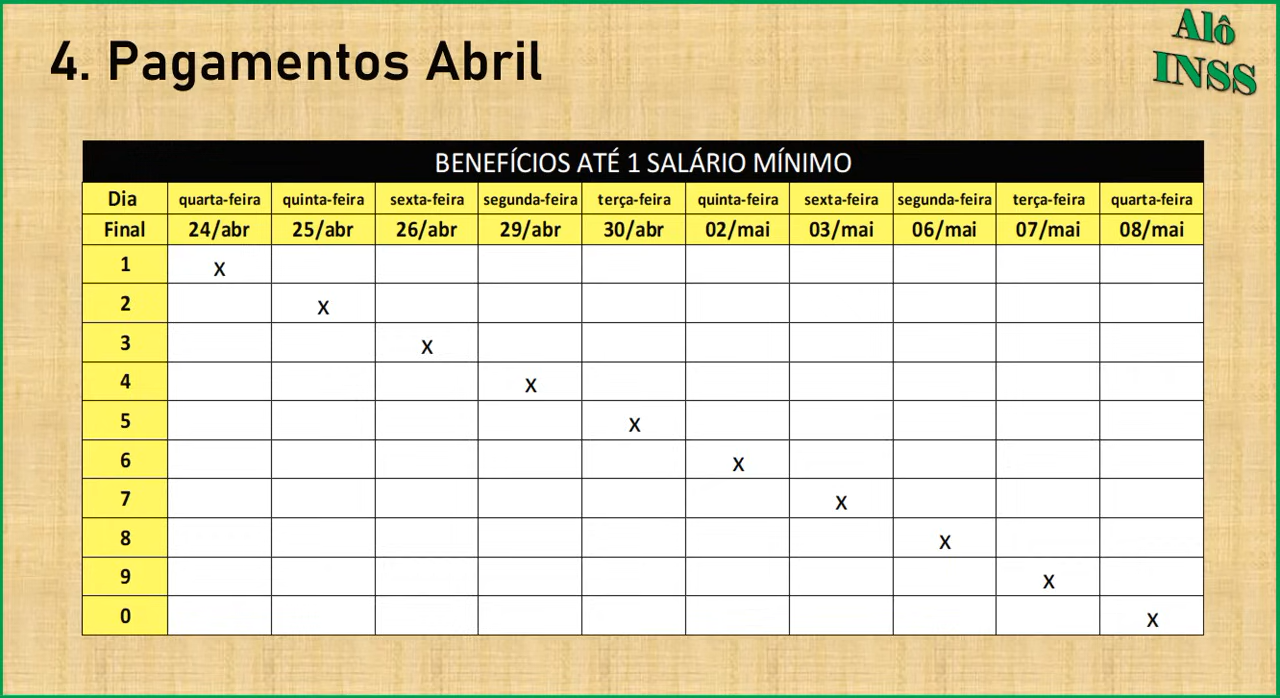 4. Pagamentos Abril
Alô
INSS
BENEFÍCIOS ATÉ 1 SALÁRIO MÍNIMO
Dia quarta-feira quinta-feira sexta-feira segunda-feira terça-feira quinta-feira sexta-feira segunda-feira terça-feira quarta-feira
Final 24/abr 25/abr 26/abr 29/abr 30/abr 02/mai 03/mai 06/mai 07/mai 08/mai
1 x
2 x
3 x
4 x
5 x
6 x
7 x
8 x
9 x
0 x